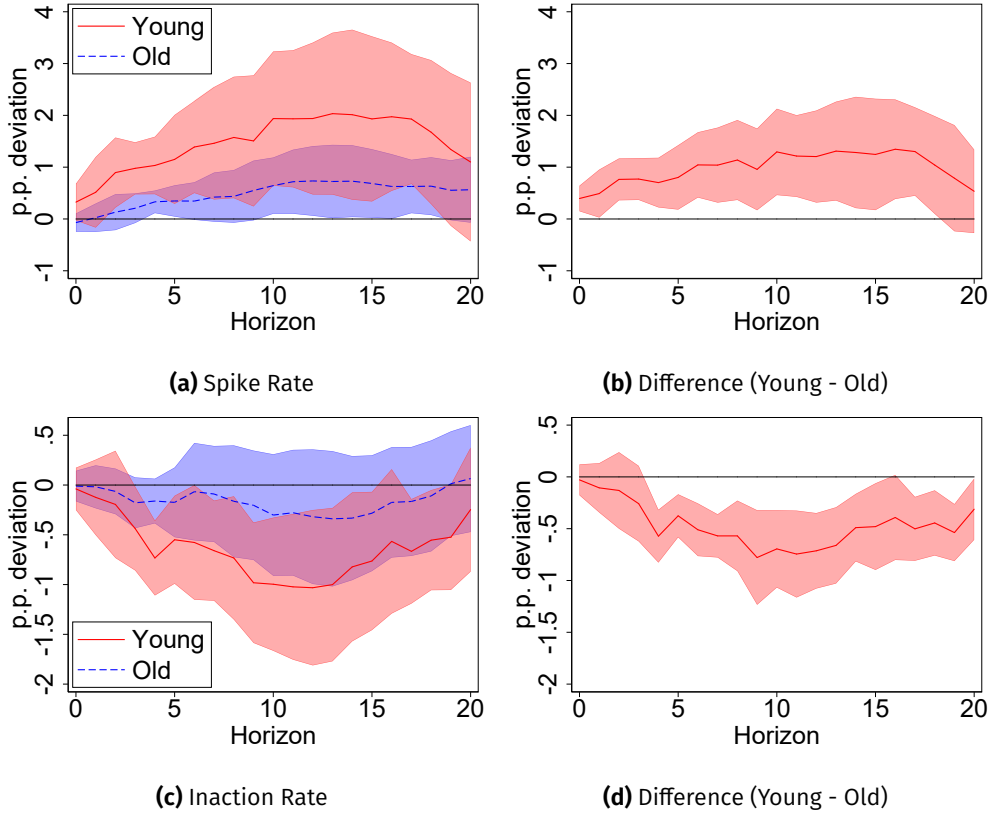 4
3
2
1
0
-1
p.p. deviation
Young
Old
0 5 10 15 20
Horizon
(a) Spike Rate
4
3
2
1
0
-1
p.p. deviation
0 5 10 15 20
Horizon
(b) Difference (Young - Old)
.5
0
-.5
-1
-1.5
-2
p.p. deviation
Young
Old
0 5 10 15 20
Horizon
(c) Inaction Rate
.5
0
-.5
-1
-1.5
-2
p.p. deviation
0 5 10 15 20
Horizon
(d) Difference (Young - Old)